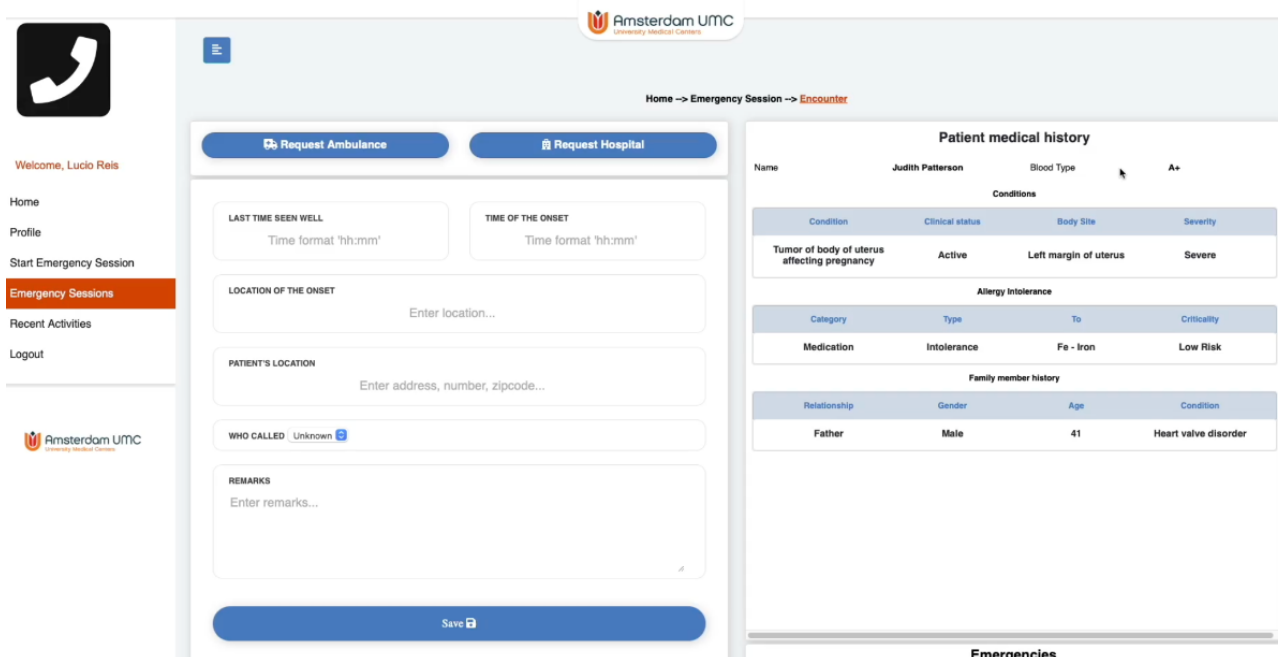 Amsterdam UMC
University Medical Centers
Home --> Emergency Session --> Encounter
Welcome, Lucio Reis
Home
Profile
Start Emergency Session
Emergency Sessions
Recent Activities
Logout
Amsterdam UMC
University Medical Centers
Request Ambulance
Request Hospital
LAST TIME SEEN WELL
Time format 'hh:mm'
TIME OF THE ONSET
Time format 'hh:mm'
LOCATION OF THE ONSET
Enter location...
PATIENT'S LOCATION
Enter address, number, zipcode...
WHO CALLED Unknown
REMARKS
Enter remarks...
Save
Patient medical history
Name Judith Patterson Blood Type A+
Conditions
Condition Clinical status Body Site Severity
Tumor of body of uterus
affecting pregnancy Active Left margin of uterus Severe
Allergy Intolerance
Category Type To Criticality
Medication Intolerance Fe - Iron Low Risk
Family member history
Relationship Gender Age Condition
Father Male 41 Heart valve disorder
Emergencies